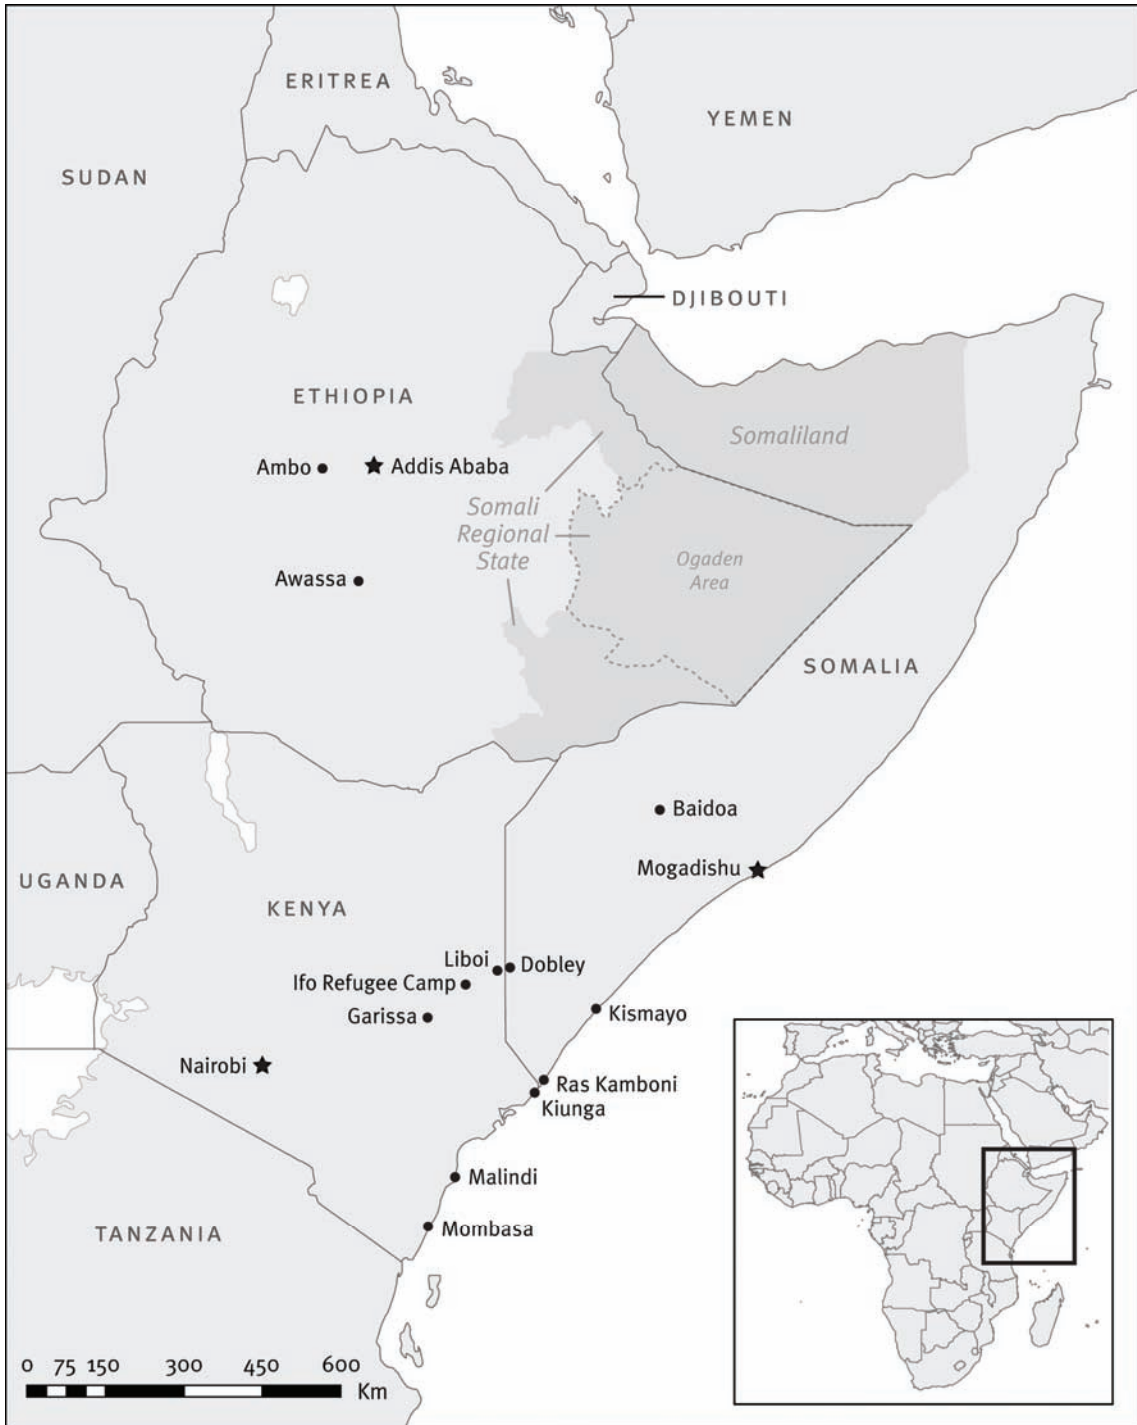 ERITREA
YEMEN
SUDAN
DJIBOUTI
ETHIOPIA
Somaliland
Ambo
Addis Ababa
Somali
Regional
State
Ogaden
Area
Awassa
SOMALIA
Baidoa
Mogadishu
UGANDA
KENYA
Liboi
Dobley
Ifo Refugee Camp
Garissa
Kismayo
Nairobi
Ras Kamboni
Kiunga
Malindi
Mombasa
TANZANIA
0 75 150 300 450 600
Km